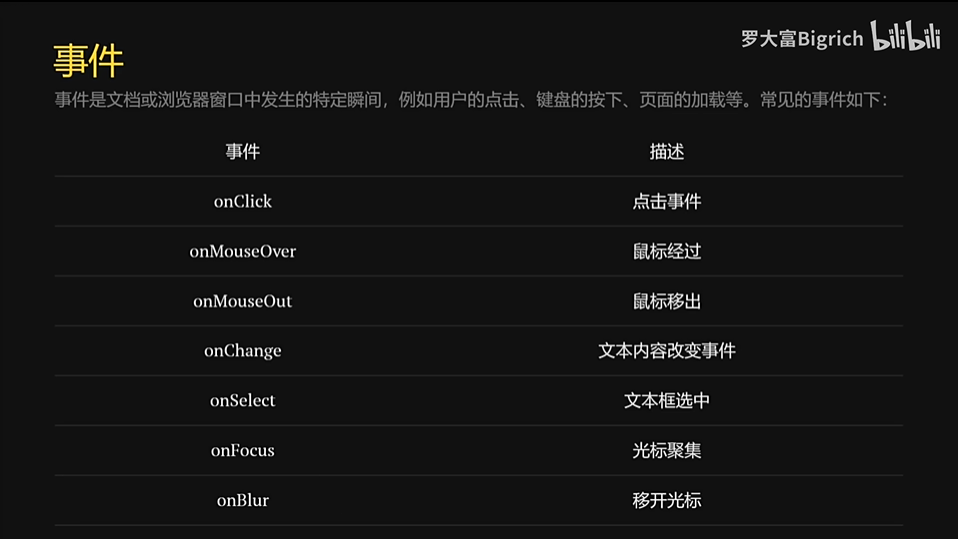 罗大富Bigrich bilibili
事件
事件是文档或浏览器窗口中发生的特定瞬间，例如用户的点击、键盘的按下、页面的加载等。常见的事件如下：
事件 描述
onClick 点击事件
onMouseOver 鼠标经过
onMouseOut 鼠标移出
onChange 文本内容改变事件
onSelect 文本框选中
onFocus 光标聚集
onBlur 移开光标